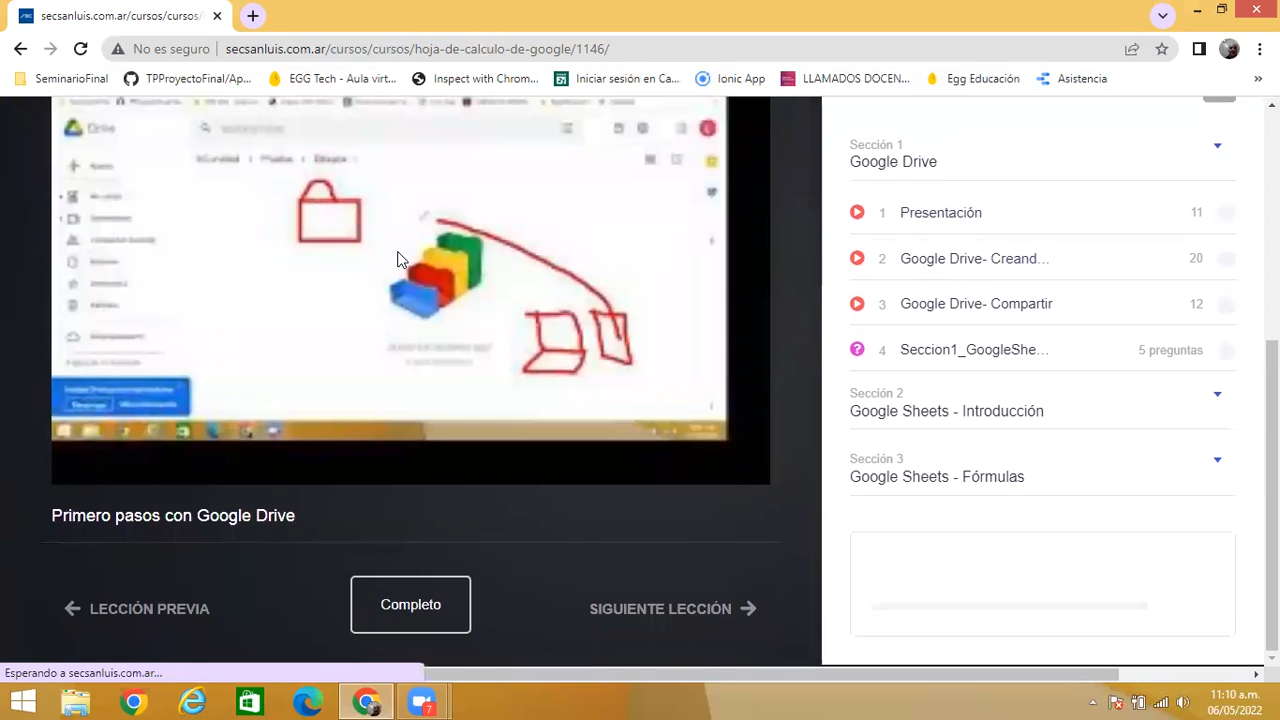 secsanluis.com.ar/cursos/cursos/
No es seguro secsanluis.com.ar/cursos/cursos/hoja-de-calculo-de-google/1146/
SeminarioFinal TPProyectoFinal/Ap... EGG Tech - Aula virt... Inspect with Chrom... Iniciar sesión en Ca... Ionic App LLAMADOS DOCEN... Egg Educación Asistencia »
Drive
Primero pasos con Google Drive
LECCIÓN PREVIA
Completo
SIGUIENTE LECCIÓN
Sección 1
Google Drive
1 Presentación 11
2 Google Drive- Creand... 20
3 Google Drive- Compartir 12
4 Seccion1_GoogleShe... 5 preguntas
Sección 2
Google Sheets - Introducción
Sección 3
Google Sheets - Fórmulas
Esperando a secsanluis.com.ar...
7
11:10 a.m.
06/05/2022